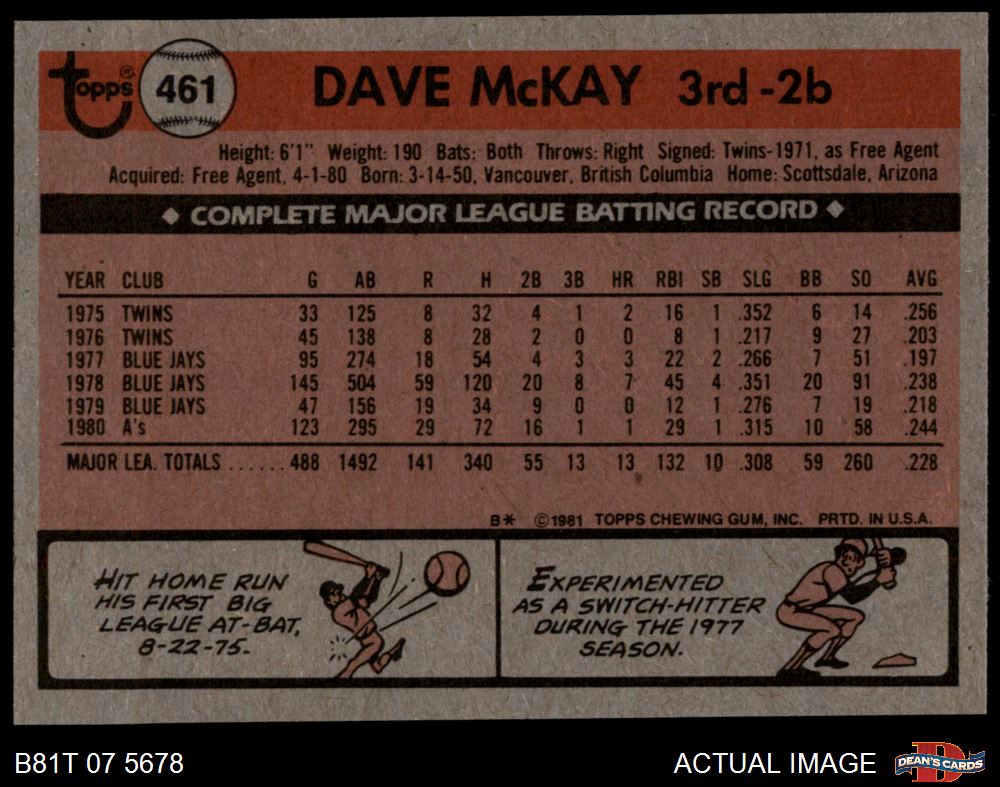 topps® 461 DAVE McKAY 3rd-2b
Height: 6'1" Weight: 190 Bats: Both Throws: Right Signed: Twins-1971, as Free Agent
Acquired: Free Agent, 4-1-80 Born: 3-14-50, Vancouver, British Columbia Home: Scottsdale, Arizona
◆ COMPLETE MAJOR LEAGUE BATTING RECORD ◆
YEAR CLUB G AB R H 2B 3B HR RBI SB SLG BB SO AVG
1975 TWINS 33 125 8 32 4 1 2 16 1 .352 6 14 .256
1976 TWINS 45 138 8 28 2 0 0 8 1 .217 9 27 .203
1977 BLUE JAYS 95 274 18 54 4 3 3 22 2 .266 7 51 .197
1978 BLUE JAYS 145 504 59 120 20 8 7 45 4 .351 20 91 .238
1979 BLUE JAYS 47 156 19 34 9 0 0 12 1 .276 7 19 .218
1980 A's 123 295 29 72 16 1 1 29 1 .315 10 58 .244
MAJOR LEA. TOTALS ...... 488 1492 141 340 55 13 13 132 10 .308 59 260 .228
B* ©1981 TOPPS CHEWING GUM, INC. PRTD. IN U.S.A.
HIT HOME RUN
HIS FIRST BIG
LEAGUE AT-BAT,
8-22-75.
EXPERIMENTED
AS A SWITCH-HITTER
DURING THE 1977
SEASON.
B81T 07 5678
ACTUAL IMAGE
DEAN'S CARDS